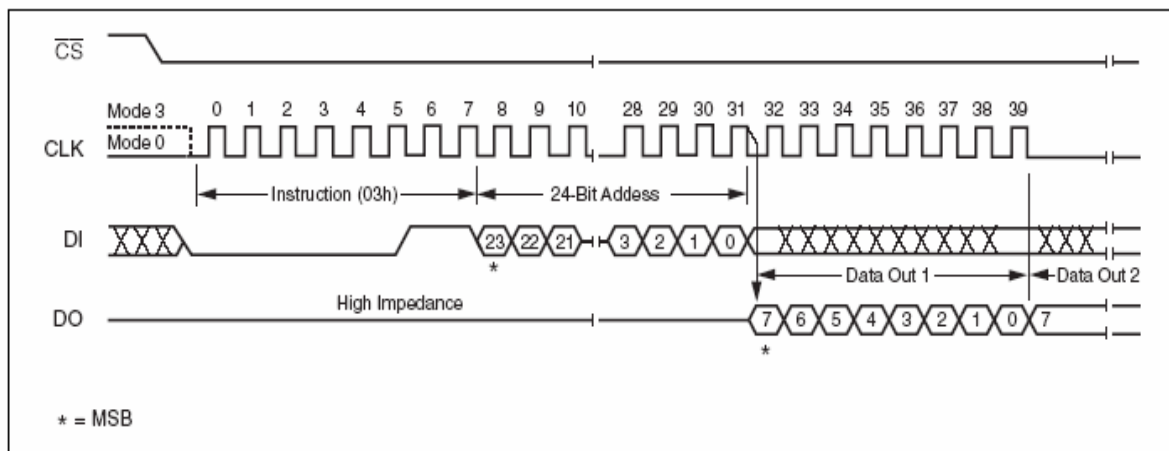 CS
Mode 3 0 1 2 3 4 5 6 7 8 9 10 28 29 30 31 32 33 34 35 36 37 38 39
CLK Mode 0
Instruction (03h) 24-Bit Addess
DI 23 22 21 3 2 1 0
*
Data Out 1 Data Out 2
High Impedance
DO 7 6 5 4 3 2 1 0 7
*
* = MSB